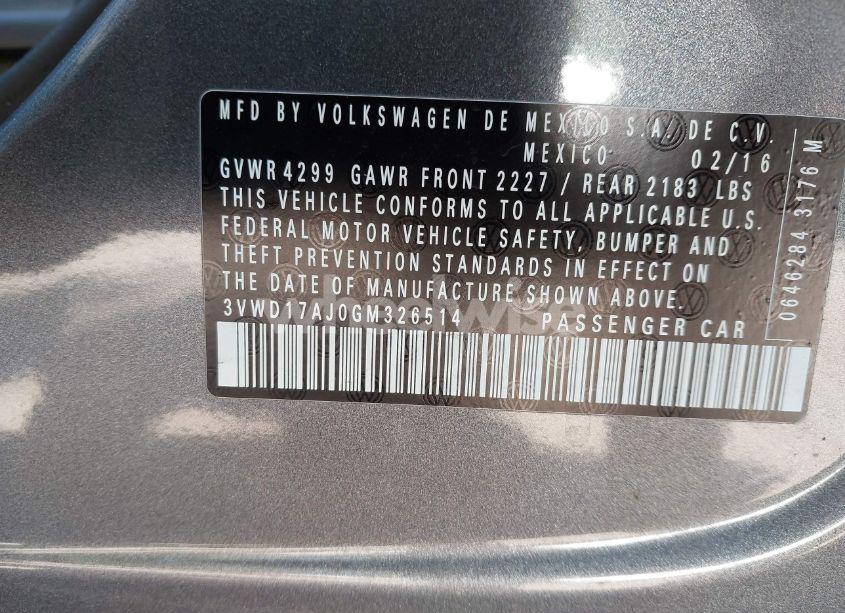 MFD BY VOLKSWAGEN DE MEXICO S.A. DE C.V.
MEXICO 02/16
GVWR 4299 GAWR FRONT 2227 / REAR 2183 LBS
THIS VEHICLE CONFORMS TO ALL APPLICABLE U.S.
FEDERAL MOTOR VEHICLE SAFETY, BUMPER AND
THEFT PREVENTION STANDARDS IN EFFECT ON
THE DATE OF MANUFACTURE SHOWN ABOVE.
3VWD17AJ0GM326514 PASSENGER CAR
0646284 3176 M